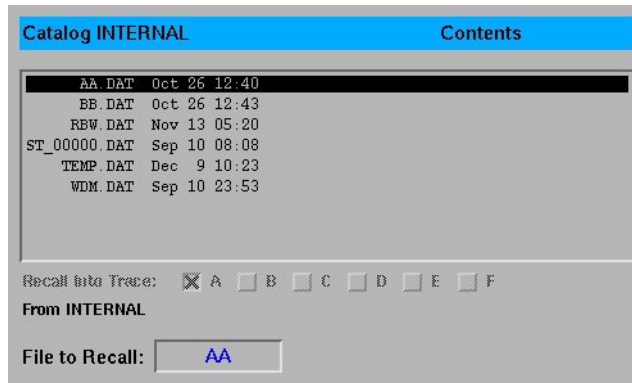 Catalog INTERNAL Contents
AA.DAT Oct 26 12:40
BB.DAT Oct 26 12:43
RBW.DAT Nov 13 05:20
ST_00000.DAT Sep 10 08:08
TEMP.DAT Dec 9 10:23
WDM.DAT Sep 10 23:53
Recall Into Trace: A B C D E F
From INTERNAL
File to Recall: AA